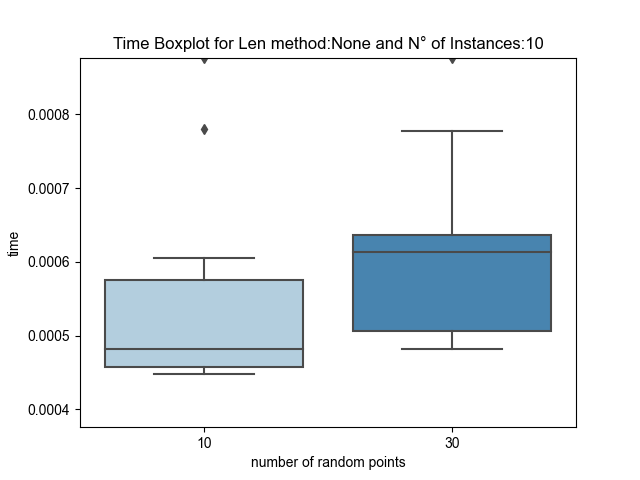 Time Boxplot for Len method:None and N° of Instances:10
0.0008
0.0007
0.0006
0.0005
0.0004
time
10 30
number of random points